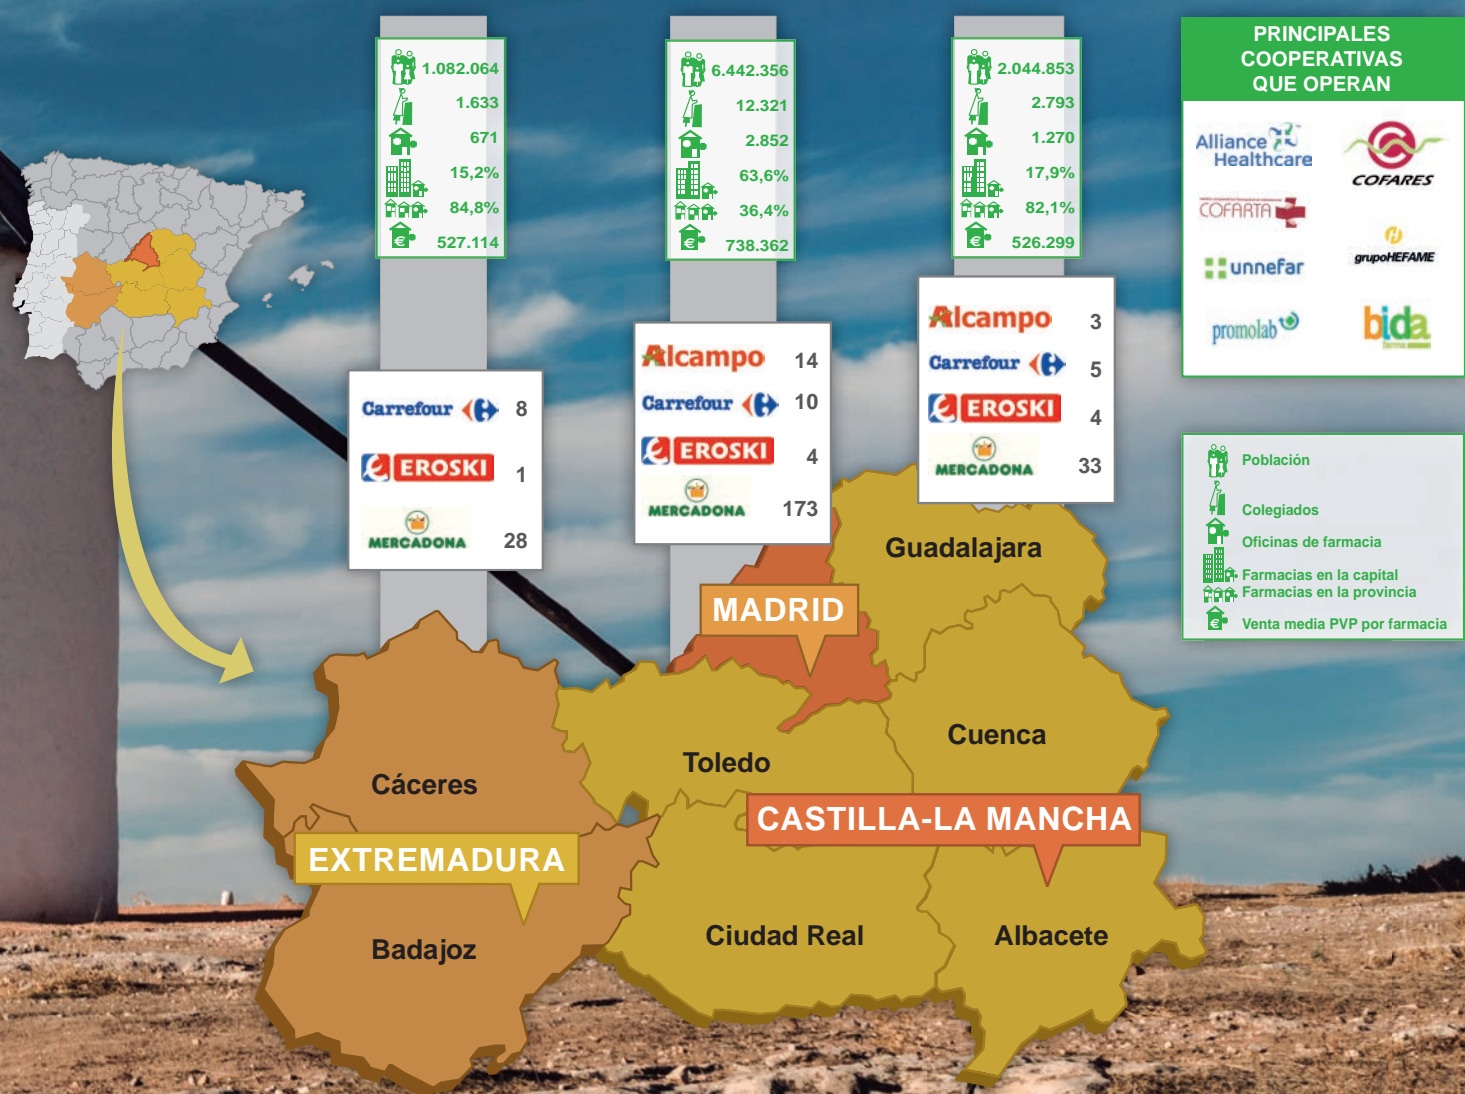 1.082.064
1.633
671
15,2%
84,8%
527.114
6.442.356
12.321
2.852
63,6%
36,4%
738.362
2.044.853
2.793
1.270
17,9%
82,1%
526.299
PRINCIPALES
COOPERATIVAS
QUE OPERAN
Alliance
Healthcare
COFARES
COFARTA
grupoHEFAME
unnefar
promolab
bida
farma
Carrefour 8
EROSKI 1
MERCADONA 28
Alcampo 14
Carrefour 10
EROSKI 4
MERCADONA 173
Alcampo 3
Carrefour 5
EROSKI 4
MERCADONA 33
Población
Colegiados
Oficinas de farmacia
Farmacias en la capital
Farmacias en la provincia
Venta media PVP por farmacia
Guadalajara
MADRID
Cuenca
Toledo
Cáceres
CASTILLA-LA MANCHA
EXTREMADURA
Ciudad Real
Albacete
Badajoz